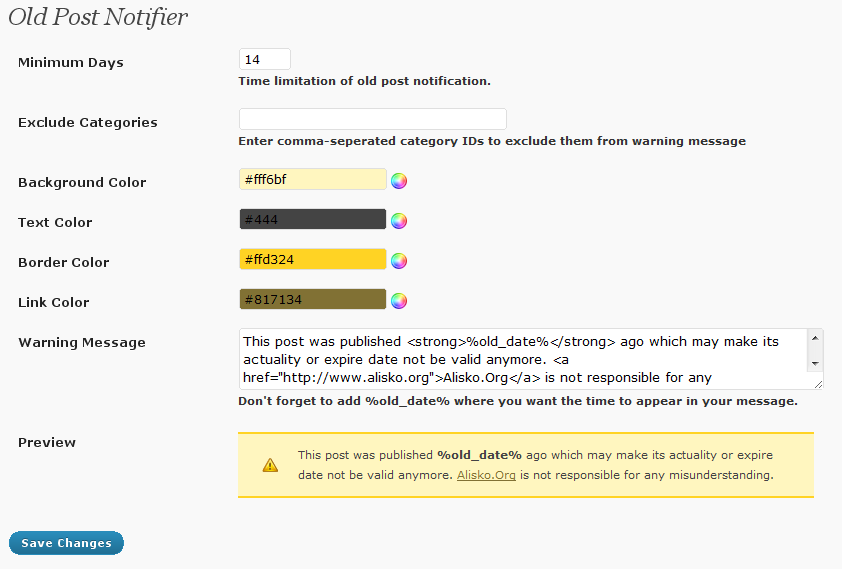 Old Post Notifier
Minimum Days
14
Time limitation of old post notification.
Exclude Categories
Enter comma-seperated category IDs to exclude them from warning message
Background Color
#fff6bf
Text Color
#444
Border Color
#ffd324
Link Color
#817134
Warning Message
This post was published <strong>%old_date%</strong> ago which may make its
actuality or expire date not be valid anymore. <a
href="http://www.alisko.org">Alisko.Org</a> is not responsible for any
Don't forget to add %old_date% where you want the time to appear in your message.
Preview
This post was published %old_date% ago which may make its actuality or expire
date not be valid anymore. Alisko.Org is not responsible for any misunderstanding.
Save Changes